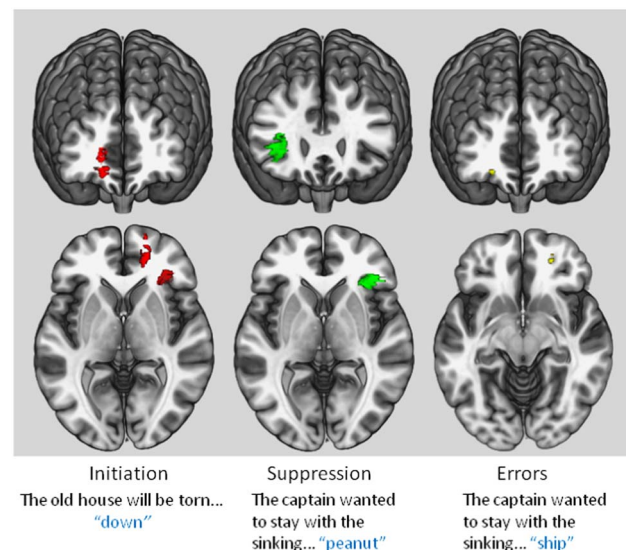 Initiation
The old house will be torn...
"down"
Suppression
The captain wanted
to stay with the
sinking... "peanut"
Errors
The captain wanted
to stay with the
sinking... "ship"